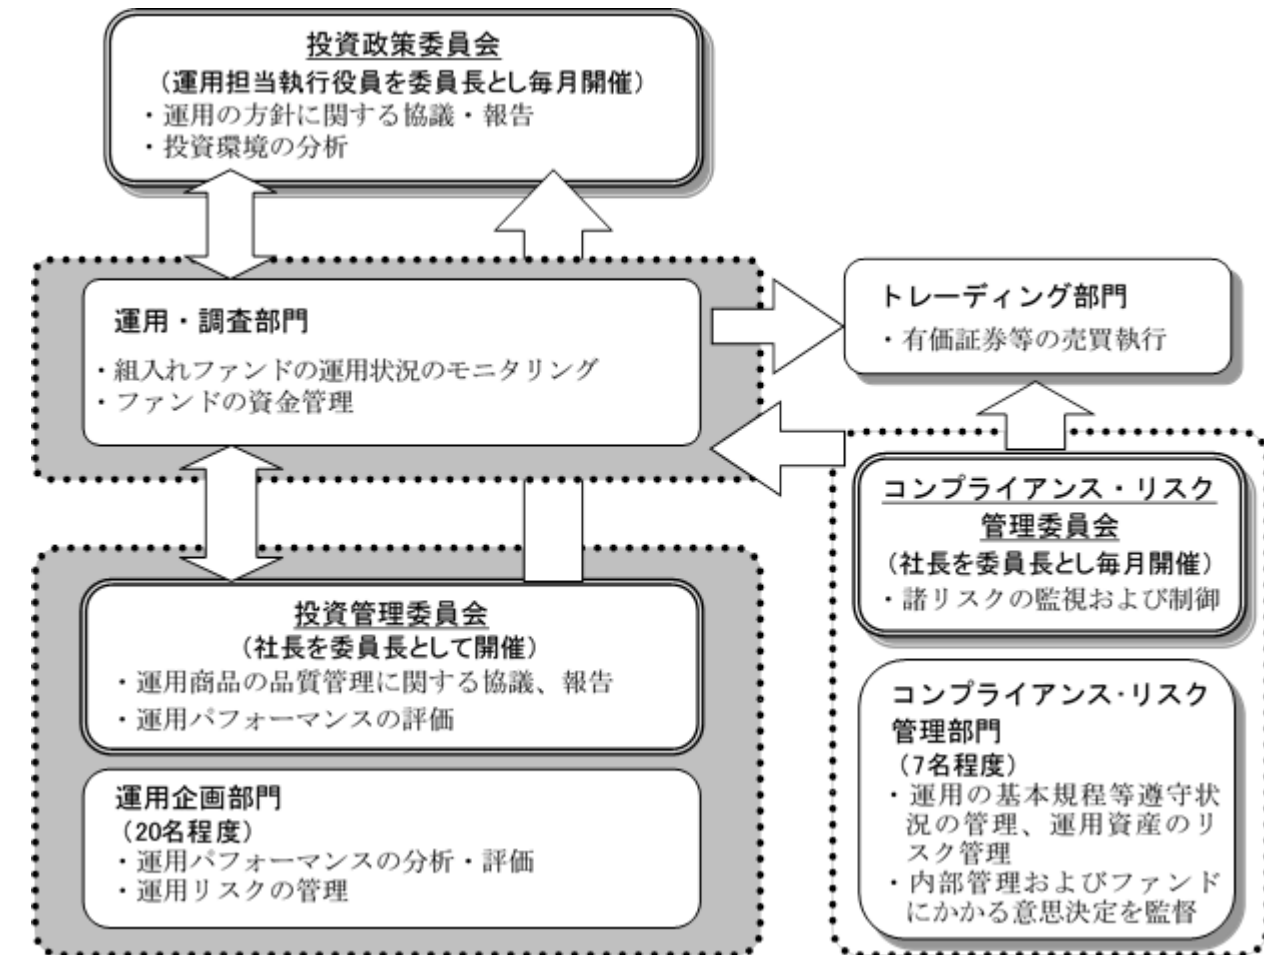 投資政策委員会
(運用担当執行役員を委員長とし毎月開催)
・運用の方針に関する協議・報告
・投資環境の分析
運用・調査部門
・組入れファンドの運用状況のモニタリング
・ファンドの資金管理
トレーディング部門
・有価証券等の売買執行
コンプライアンス・リスク
管理委員会
(社長を委員長とし毎月開催)
・諸リスクの監視および制御
投資管理委員会
(社長を委員長として開催)
・運用商品の品質管理に関する協議、報告
・運用パフォーマンスの評価
運用企画部門
(20名程度)
・運用パフォーマンスの分析・評価
・運用リスクの管理
コンプライアンス・リスク
管理部門
(7名程度)
・運用の基本規程等遵守状
況の管理、運用資産のリ
スク管理
・内部管理およびファンド
にかかる意思決定を監督